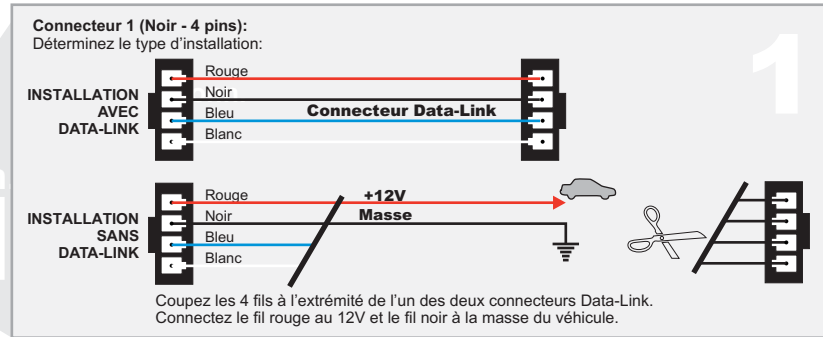 Connecteur 1 (Noir - 4 pins):
Déterminez le type d'installation:
1
INSTALLATION
AVEC
DATA-LINK
Rouge
Noir
Bleu
Blanc
Connecteur Data-Link
INSTALLATION
SANS
DATA-LINK
Rouge
Noir
Bleu
Blanc
+12V
Masse
Coupez les 4 fils à l'extrémité de l'un des deux connecteurs Data-Link.
Connectez le fil rouge au 12V et le fil noir à la masse du véhicule.